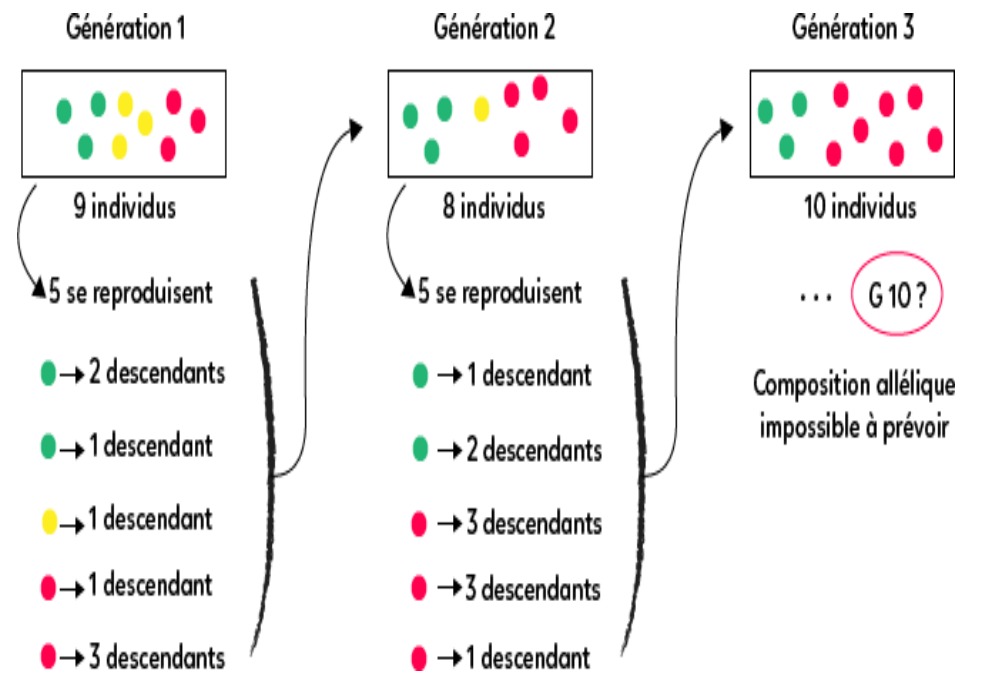 Génération 1
9 individus
5 se reproduisent
→ 2 descendants
→ 1 descendant
→ 1 descendant
→ 1 descendant
→ 3 descendants
Génération 2
8 individus
5 se reproduisent
→ 1 descendant
→ 2 descendants
→ 3 descendants
→ 3 descendants
→ 1 descendant
Génération 3
10 individus
... G 10 ?
Composition allélique
impossible à prévoir